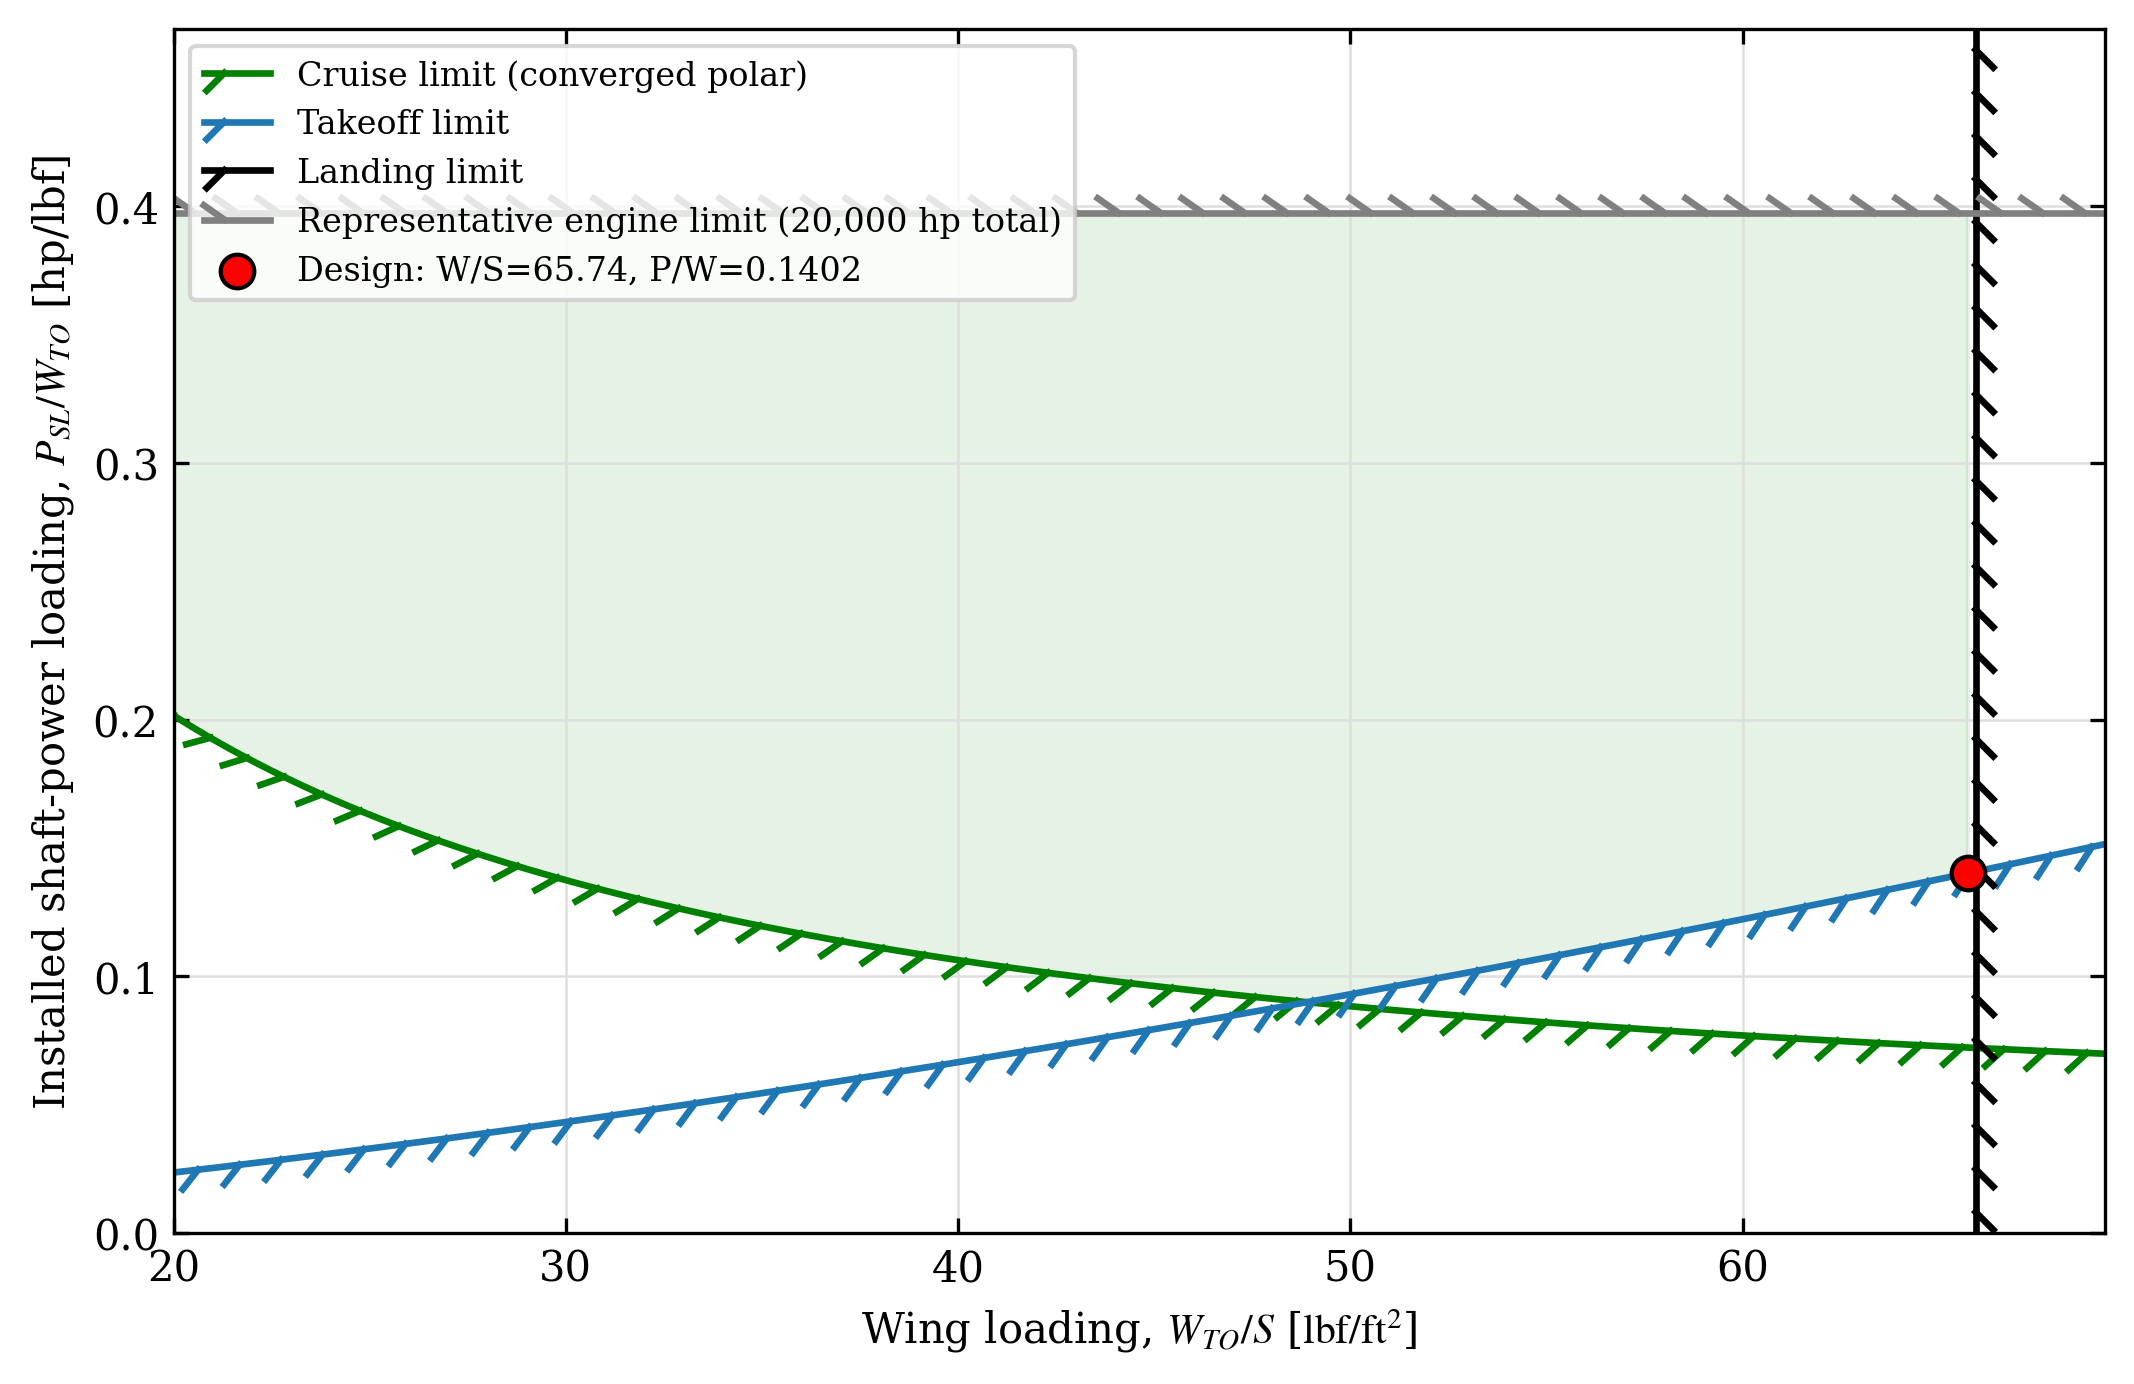 Cruise limit (converged polar)
Takeoff limit
Landing limit
Representative engine limit (20,000 hp total)
Design: W/S=65.74, P/W=0.1402
Installed shaft-power loading, P_SL/W_TO [hp/lbf]
0.4
0.3
0.2
0.1
0.0
20 30 40 50 60
Wing loading, W_TO/S [lbf/ft²]